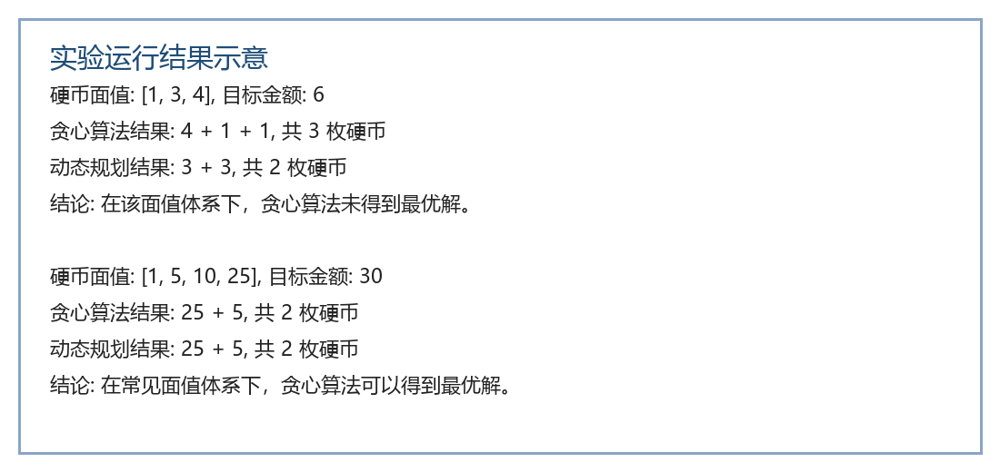 实验运行结果示意
硬币面值: [1, 3, 4], 目标金额: 6
贪心算法结果: 4 + 1 + 1, 共 3 枚硬币
动态规划结果: 3 + 3, 共 2 枚硬币
结论: 在该面值体系下，贪心算法未得到最优解。
硬币面值: [1, 5, 10, 25], 目标金额: 30
贪心算法结果: 25 + 5, 共 2 枚硬币
动态规划结果: 25 + 5, 共 2 枚硬币
结论: 在常见面值体系下，贪心算法可以得到最优解。